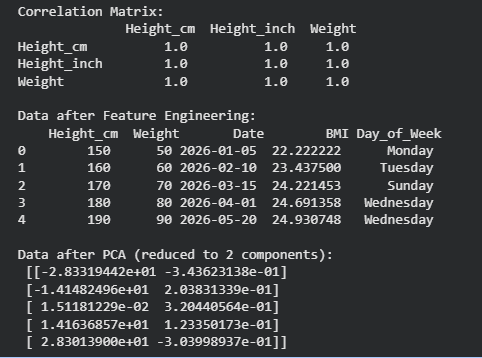 Correlation Matrix:
             Height_cm  Height_inch  Weight
Height_cm          1.0          1.0     1.0
Height_inch        1.0          1.0     1.0
Weight             1.0          1.0     1.0
Data after Feature Engineering:
    Height_cm  Weight       Date        BMI Day_of_Week
0         150      50 2026-01-05  22.222222      Monday
1         160      60 2026-02-10  23.437500     Tuesday
2         170      70 2026-03-15  24.221453      Sunday
3         180      80 2026-04-01  24.691358   Wednesday
4         190      90 2026-05-20  24.930748   Wednesday
Data after PCA (reduced to 2 components):
 [[-2.83319442e+01 -3.43623138e-01]
 [-1.41482496e+01  2.03831339e-01]
 [ 1.51181229e-02  3.20440564e-01]
 [ 1.41636857e+01  1.23350173e-01]
 [ 2.83013900e+01 -3.03998937e-01]]